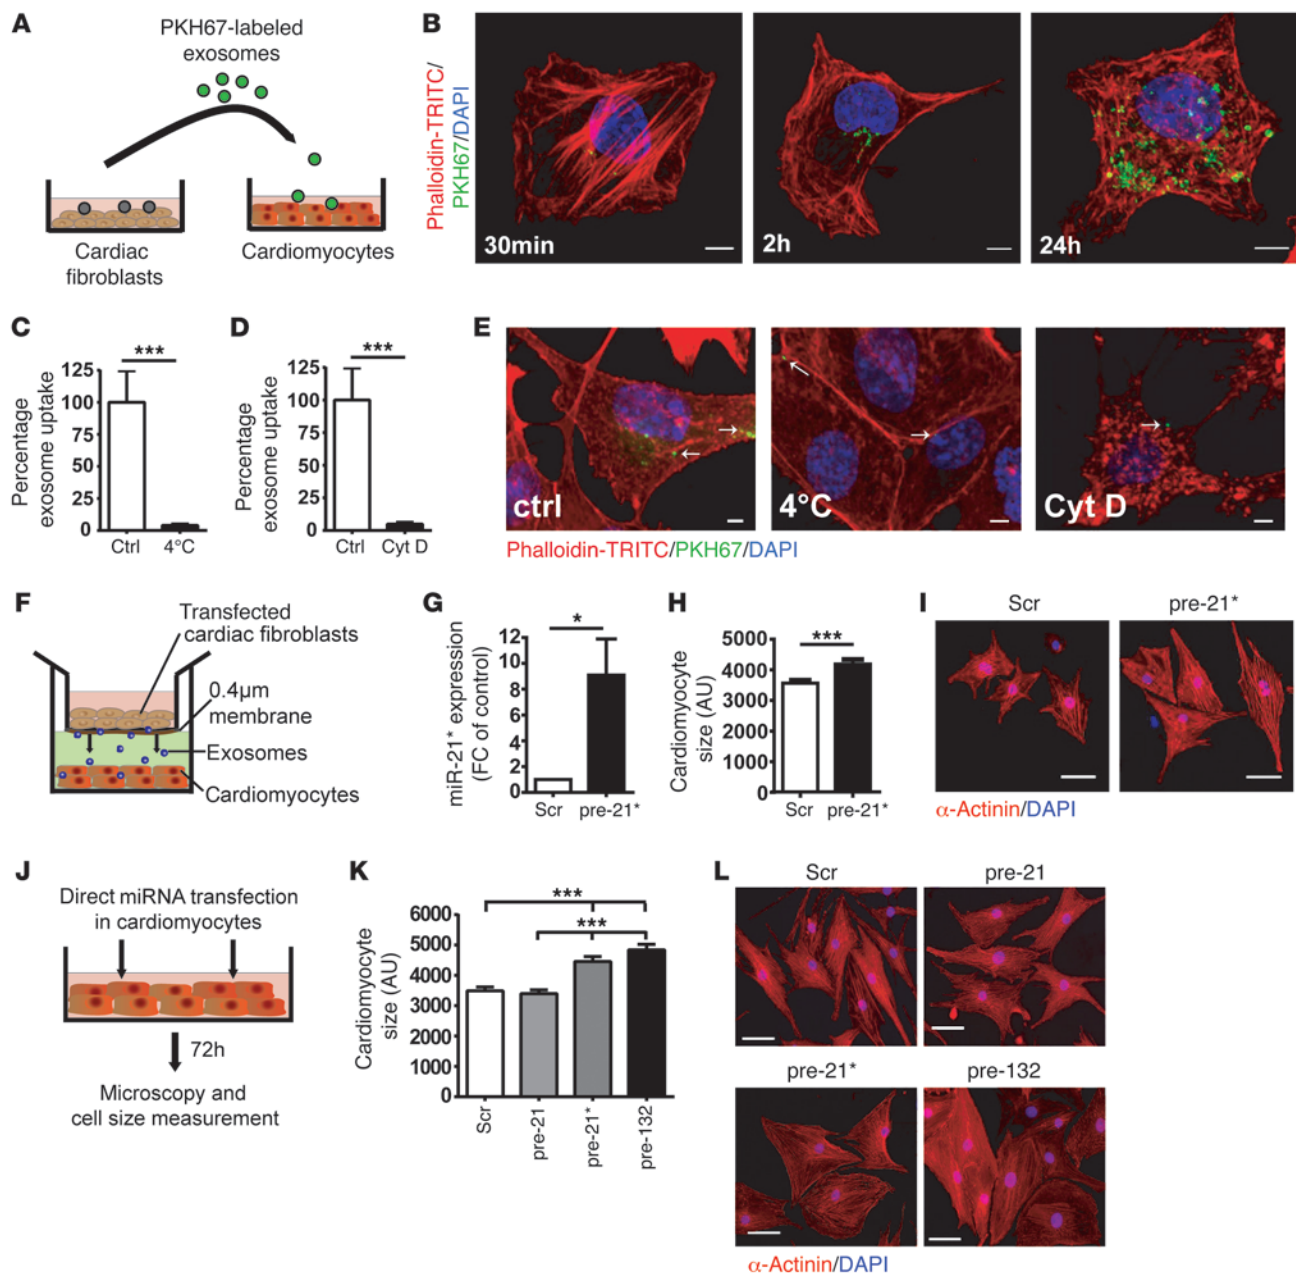 A
PKH67-labeled
exosomes
Cardiac
fibroblasts
Cardiomyocytes
B
Phalloidin-TRITC/
PKH67/DAPI
30min
2h
24h
C
Percentage
exosome uptake
125
100
75
50
25
0
***
Ctrl
4°C
D
Percentage
exosome uptake
125
100
75
50
25
0
***
Ctrl
Cyt D
E
ctrl
4°C
Cyt D
Phalloidin-TRITC/PKH67/DAPI
F
Transfected
cardiac fibroblasts
0.4µm
membrane
Exosomes
Cardiomyocytes
G
miR-21* expression
(FC of control)
12
10
8
6
4
2
0
*
Scr
pre-21*
H
Cardiomyocyte
size (AU)
5000
4000
3000
2000
1000
0
***
Scr
pre-21*
I
Scr
pre-21*
α-Actinin/DAPI
J
Direct miRNA transfection
in cardiomyocytes
72h
Microscopy and
cell size measurement
K
Cardiomyocyte
size (AU)
6000
5000
4000
3000
2000
1000
0
***
***
Scr
pre-21
pre-21*
pre-132
L
Scr
pre-21
pre-21*
pre-132
α-Actinin/DAPI